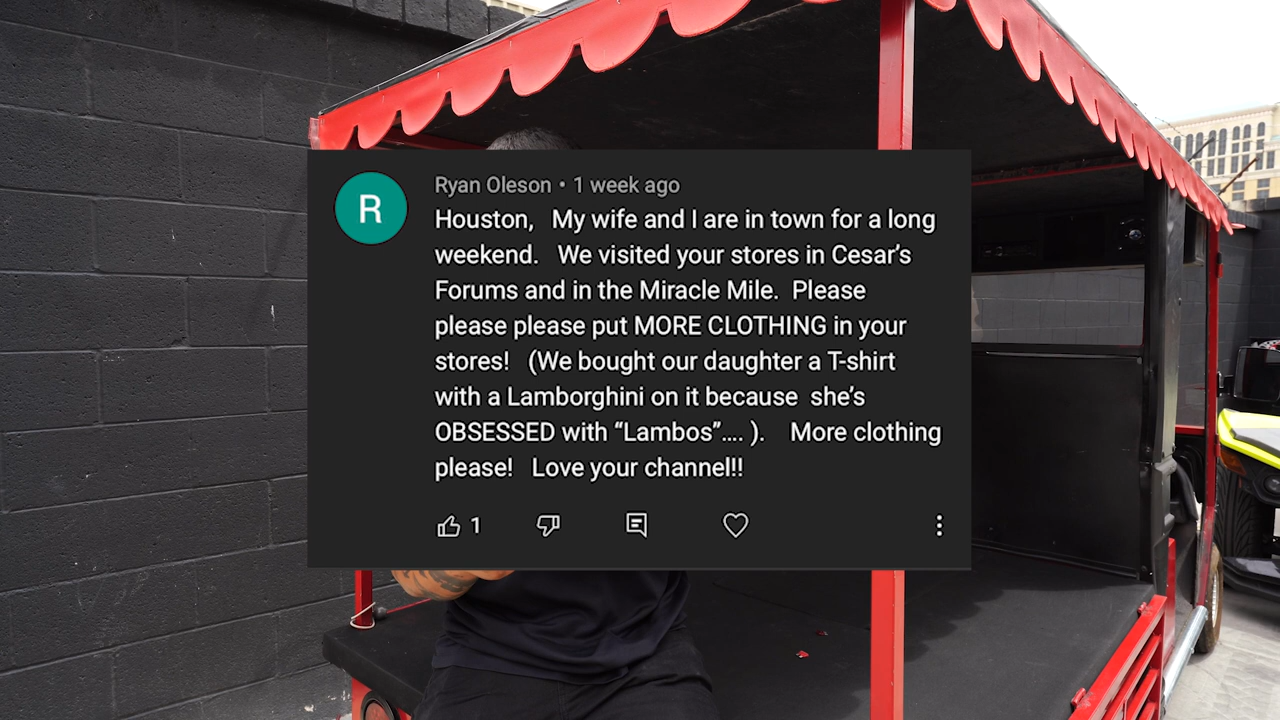 R
Ryan Oleson • 1 week ago
Houston,   My wife and I are in town for a long
weekend.   We visited your stores in Cesar’s
Forums and in the Miracle Mile.  Please
please please put MORE CLOTHING in your
stores!   (We bought our daughter a T-shirt
with a Lamborghini on it because  she’s
OBSESSED with “Lambos”.... ).    More clothing
please!   Love your channel!!
1